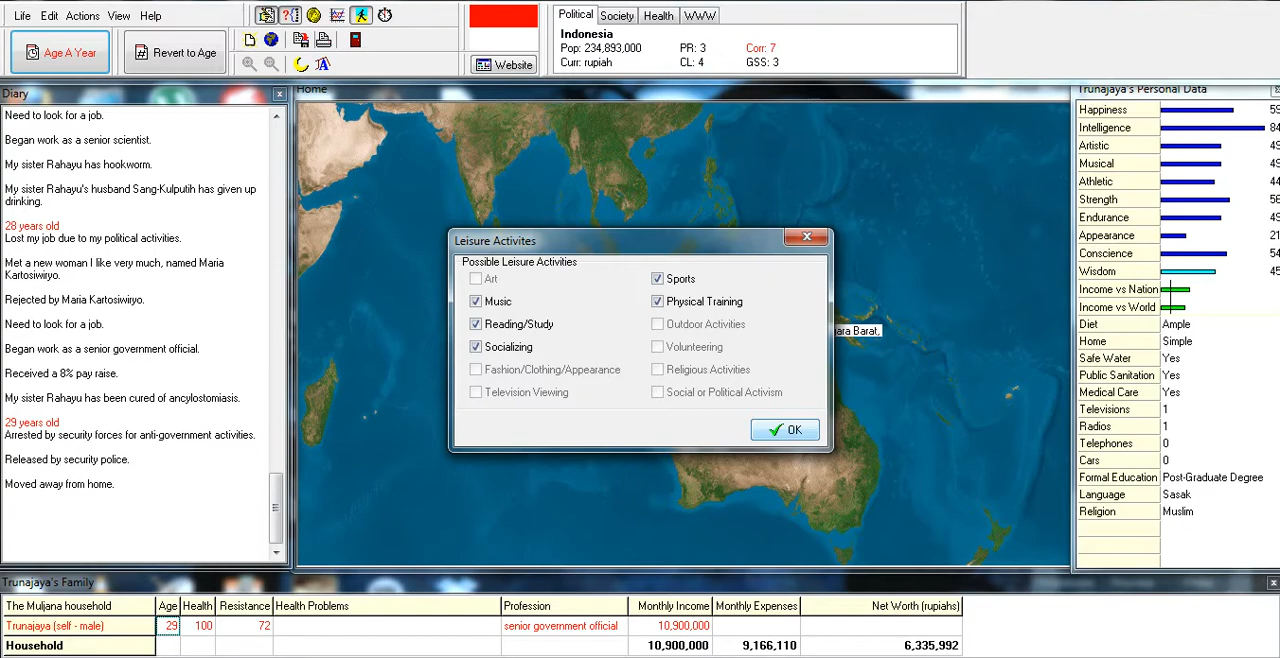 Life Edit Actions View Help
Age A Year
Revert to Age
Website
Political Society Health WWW
Indonesia
Pop: 234,893,000 PR: 3 Corr: 7
Curr: rupiah CL: 4 GSS: 3
Diary
Need to look for a job.
Began work as a senior scientist.
My sister Rahayu has hookworm.
My sister Rahayu's husband Sang-Kulputih has given up
drinking.
28 years old
Lost my job due to my political activities.
Met a new woman I like very much, named Maria
Kartosiwiryo.
Rejected by Maria Kartosiwiryo.
Need to look for a job.
Began work as a senior government official.
Received a 8% pay raise.
My sister Rahayu has been cured of ancylostomiasis.
29 years old
Arrested by security forces for anti-government activities.
Released by security police.
Moved away from home.
Home
ara Barat,
Leisure Activites
Possible Leisure Activities
Art
Music
Reading/Study
Socializing
Fashion/Clothing/Appearance
Television Viewing
Sports
Physical Training
Outdoor Activities
Volunteering
Religious Activities
Social or Political Activism
OK
Trunajaya's Personal Data
Happiness 59
Intelligence 84
Artistic 49
Musical 49
Athletic 44
Strength 56
Endurance 49
Appearance 21
Conscience 54
Wisdom 45
Income vs Nation
Income vs World
Diet Ample
Home Simple
Safe Water Yes
Public Sanitation Yes
Medical Care Yes
Televisions 1
Radios 1
Telephones 0
Cars 0
Formal Education Post-Graduate Degree
Language Sasak
Religion Muslim
Trunajaya's Family
The Muljana household Age Health Resistance Health Problems Profession Monthly Income Monthly Expenses Net Worth (rupiahs)
Trunajaya (self - male) 29 100 72 senior government official 10,900,000
Household 10,900,000 9,166,110 6,335,992